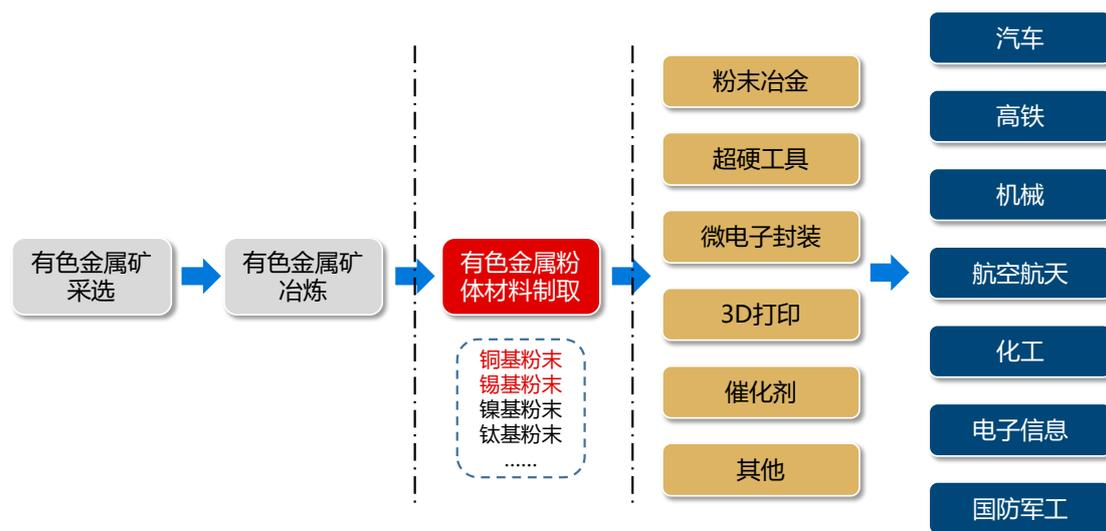 有色金属矿
采选
有色金属矿
冶炼
有色金属粉
体材料制取
铜基粉末
锡基粉末
镍基粉末
钛基粉末
......
粉末冶金
超硬工具
微电子封装
3D打印
催化剂
其他
汽车
高铁
机械
航空航天
化工
电子信息
国防军工